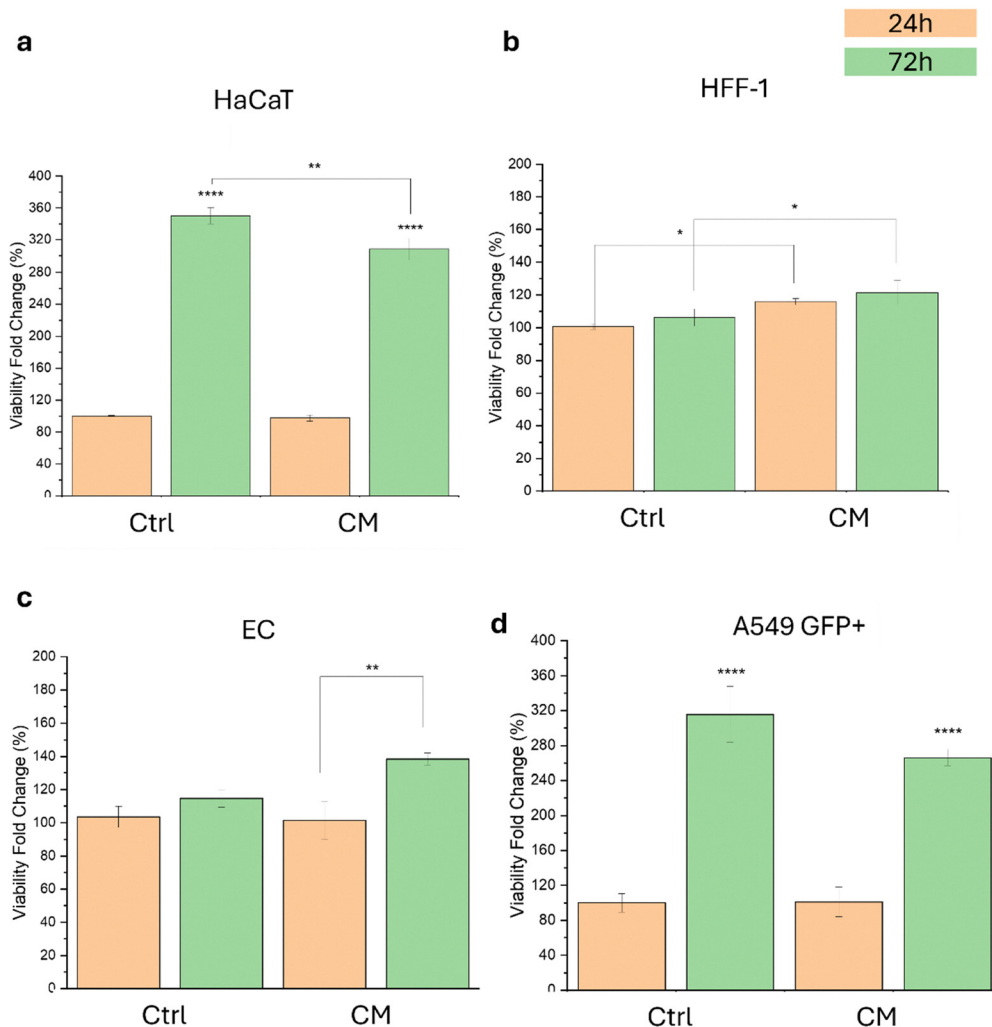 24h
72h
a
HaCaT
Viability Fold Change (%)
400
360
320
280
240
200
160
120
80
40
0
****
**
****
Ctrl
CM
b
HFF-1
Viability Fold Change (%)
200
180
160
140
120
100
80
60
40
20
0
*
*
Ctrl
CM
c
EC
Viability Fold Change (%)
200
180
160
140
120
100
80
60
40
20
0
**
Ctrl
CM
d
A549 GFP+
Viability Fold Change (%)
400
360
320
280
240
200
160
120
80
40
0
****
****
Ctrl
CM